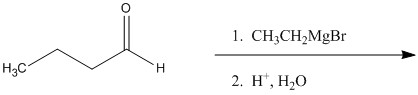 O
H₃C
H
1. CH₃CH₂MgBr
2. H⁺, H₂O